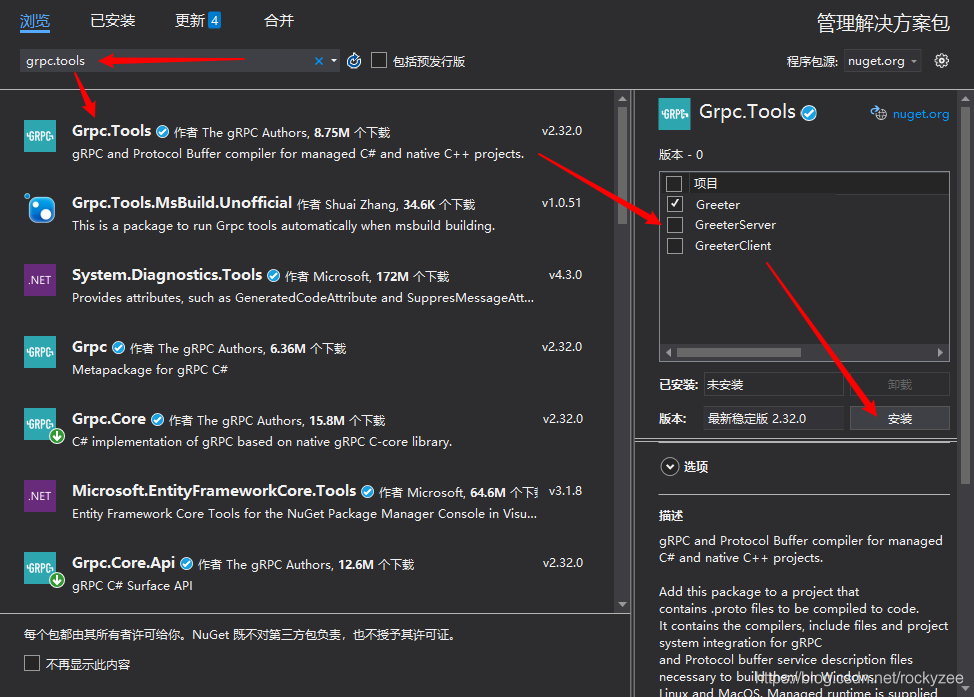 浏览 已安装 更新 4 合并
管理解决方案包
grpc.tools
包括预发行版
程序包源: nuget.org
GRPC
Grpc.Tools 作者 The gRPC Authors, 8.75M 个下载 v2.32.0
gRPC and Protocol Buffer compiler for managed C# and native C++ projects.
Grpc.Tools.MsBuild.Unofficial 作者 Shuai Zhang, 34.6K 个下载 v1.0.51
This is a package to run Grpc tools automatically when msbuild building.
.NET
System.Diagnostics.Tools 作者 Microsoft, 172M 个下载 v4.3.0
Provides attributes, such as GeneratedCodeAttribute and SuppresMessageAtt...
GRPC
Grpc 作者 The gRPC Authors, 6.36M 个下载 v2.32.0
Metapackage for gRPC C#
GRPC
Grpc.Core 作者 The gRPC Authors, 15.8M 个下载 v2.32.0
C# implementation of gRPC based on native gRPC C-core library.
.NET
Microsoft.EntityFrameworkCore.Tools 作者 Microsoft, 64.6M 个下 v3.1.8
Entity Framework Core Tools for the NuGet Package Manager Console in Visu...
GRPC
Grpc.Core.Api 作者 The gRPC Authors, 12.6M 个下载 v2.32.0
gRPC C# Surface API
每个包都由其所有者许可给你。NuGet 既不对第三方包负责，也不授予其许可证。
不再显示此内容
GRPC
Grpc.Tools
nuget.org
版本 - 0
项目
Greeter
GreeterServer
GreeterClient
已安装: 未安装 卸载
版本: 最新稳定版 2.32.0 安装
选项
描述
gRPC and Protocol Buffer compiler for managed
C# and native C++ projects.
Add this package to a project that
contains .proto files to be compiled to code.
It contains the compilers, include files and project
system integration for gRPC
and Protocol buffer service description files
necessary to build them on Windows,
Linux and MacOS. Managed runtime is supplied
https://blog.csdn.net/rockyzee